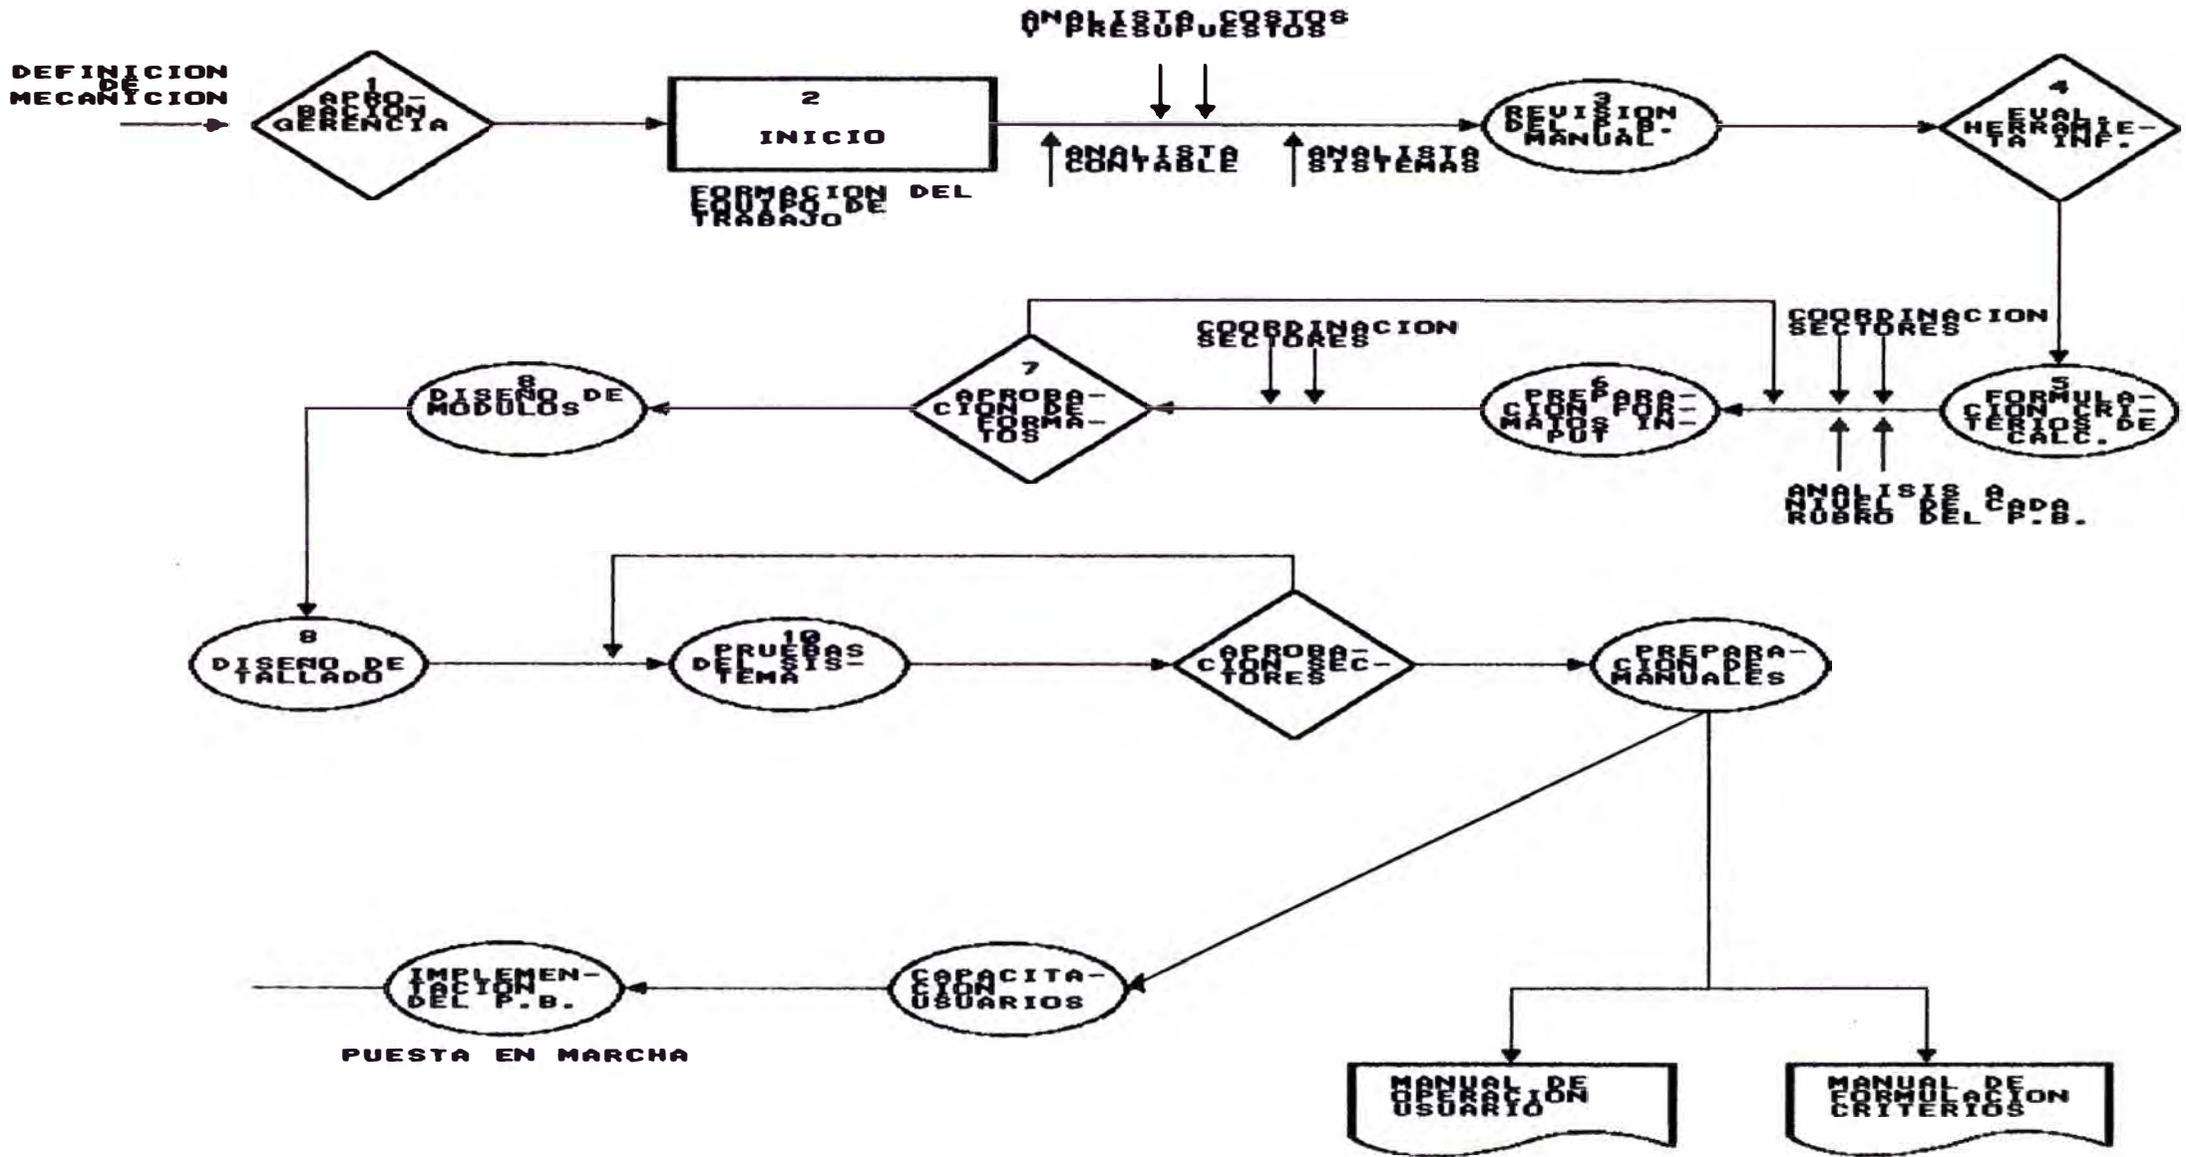 ANALISTA COSTOS
Y PRESUPUESTOS
DEFINICION
DE
MECANICION
1
APRO-
BACION
GERENCIA
2
INICIO
FORMACION DEL
EQUIPO DE
TRABAJO
ANALISTA
CONTABLE
ANALISTA
SISTEMAS
3
REVISION
DEL P.B.
MANUAL
4
EVAL.
HERRAMIE-
TA INF.
COORDINACION
SECTORES
5
FORMULA-
CION CRI-
TERIOS DE
CALC.
ANALISIS A
NIVEL DE CADA
RUBRO DEL P.B.
6
PREPARA-
CION FOR-
MATOS IN-
PUT
COORDINACION
SECTORES
7
APROBA-
CION DE
FORMA-
TOS
8
DISEÑO DE
MODULOS
8
DISEÑO DE
TALLADO
10
PRUEBAS
DEL SIS-
TEMA
APROBA-
CION SEC-
TORES
PREPARA-
CION DE
MANUALES
CAPACITA-
CION
USUARIOS
IMPLEMEN-
TACION
DEL P.B.
PUESTA EN MARCHA
MANUAL DE
OPERACION
USUARIO
MANUAL DE
FORMULACION
CRITERIOS